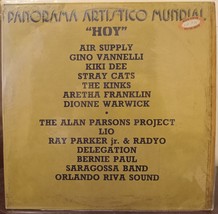 PANORAMA ARTISTICO MUNDIAL
"HOY"
AIR SUPPLY
GINO VANNELLI
KIKI DEE
STRAY CATS
THE KINKS
ARETHA FRANKLIN
DIONNE WARWICK
•
THE ALAN PARSONS PROJECT
LIO
RAY PARKER jr. & RADYO
DELEGATION
BERNIE PAUL
SARAGOSSA BAND
ORLANDO RIVA SOUND